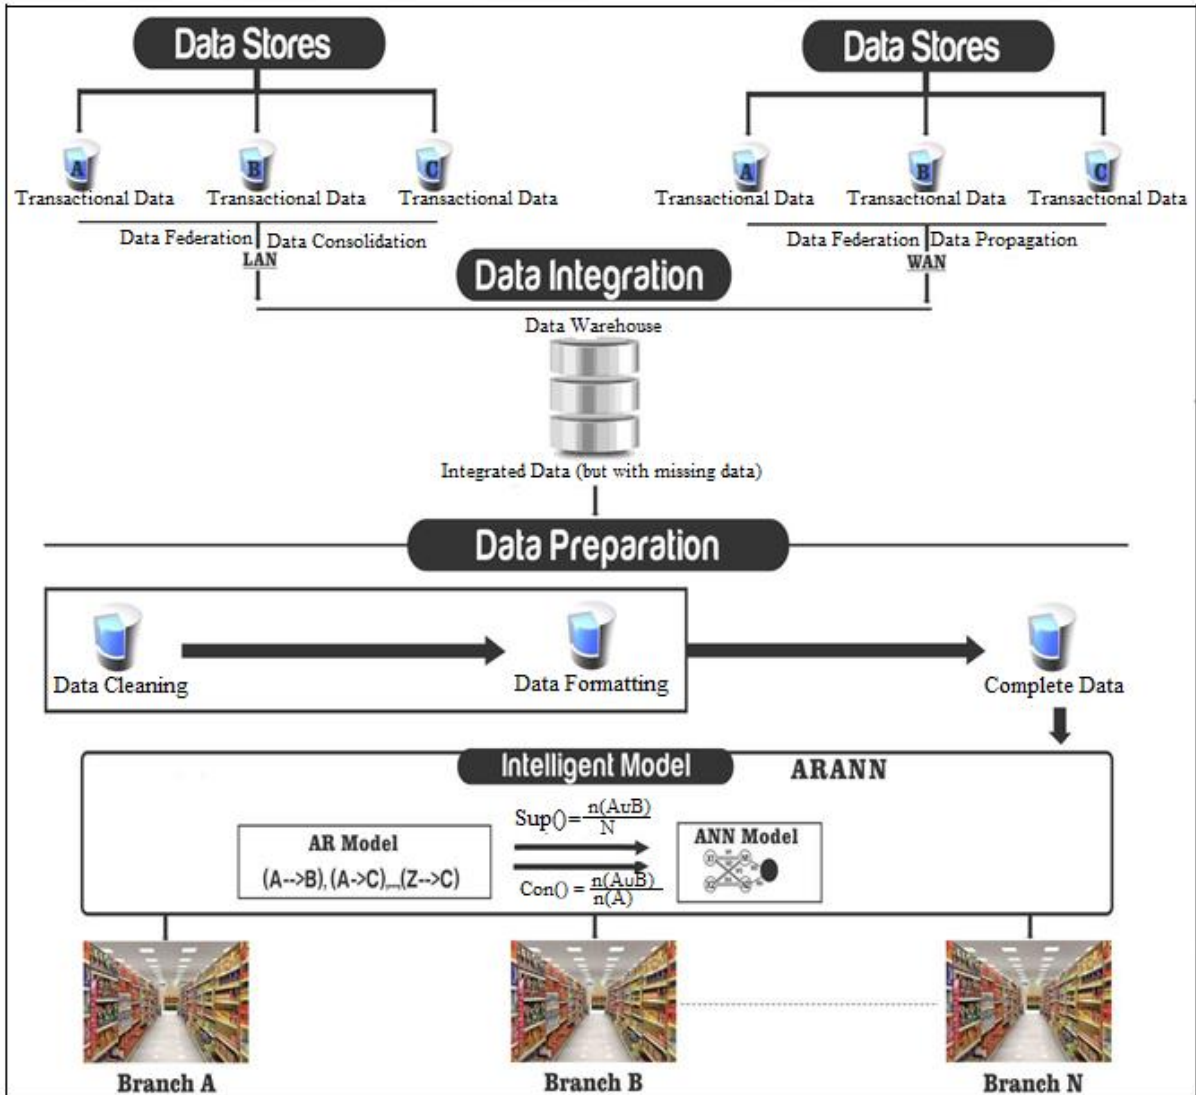 Data Stores
Data Stores
A
B
C
A
B
C
Transactional Data
Transactional Data
Transactional Data
Transactional Data
Transactional Data
Transactional Data
Data Federation
Data Consolidation
Data Federation
Data Propagation
LAN
WAN
Data Integration
Data Warehouse
Integrated Data (but with missing data)
Data Preparation
Data Cleaning
Data Formatting
Complete Data
Intelligent Model
ARANN
Sup()=n(A∪B)/N
AR Model
(A-->B), (A->C),...,(Z-->C)
ANN Model
Con() = n(A∪B)/n(A)
Branch A
Branch B
Branch N